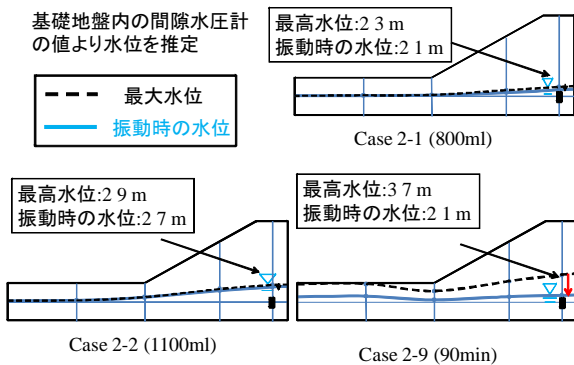 基礎地盤内の間隙水圧計
の値より水位を推定
最大水位
振動時の水位
最高水位:2 3 m
振動時の水位:2 1 m
Case 2-1 (800ml)
最高水位:2 9 m
振動時の水位:2 7 m
Case 2-2 (1100ml)
最高水位:3 7 m
振動時の水位:2 1 m
Case 2-9 (90min)